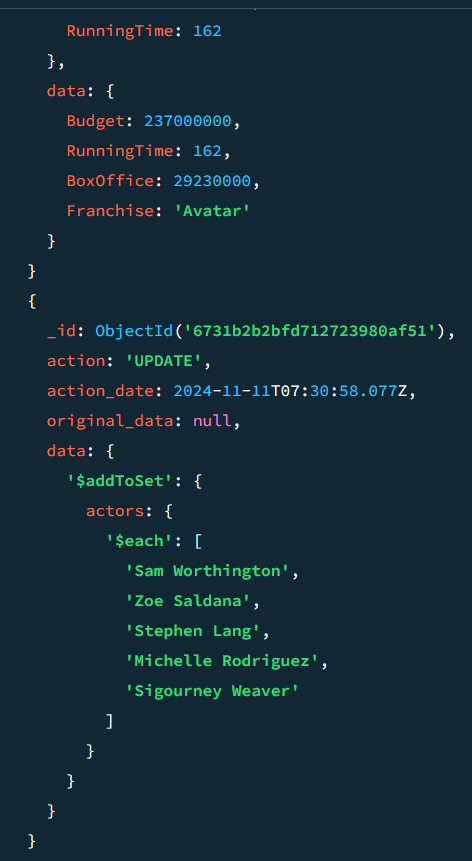 RunningTime: 162
},
data: {
Budget: 237000000,
RunningTime: 162,
BoxOffice: 29230000,
Franchise: 'Avatar'
}
}
{
_id: ObjectId('6731b2b2bfd712723980af51'),
action: 'UPDATE',
action_date: 2024-11-11T07:30:58.077Z,
original_data: null,
data: {
'$addToSet': {
actors: {
'$each': [
'Sam Worthington',
'Zoe Saldana',
'Stephen Lang',
'Michelle Rodriguez',
'Sigourney Weaver'
]
}
}
}
}